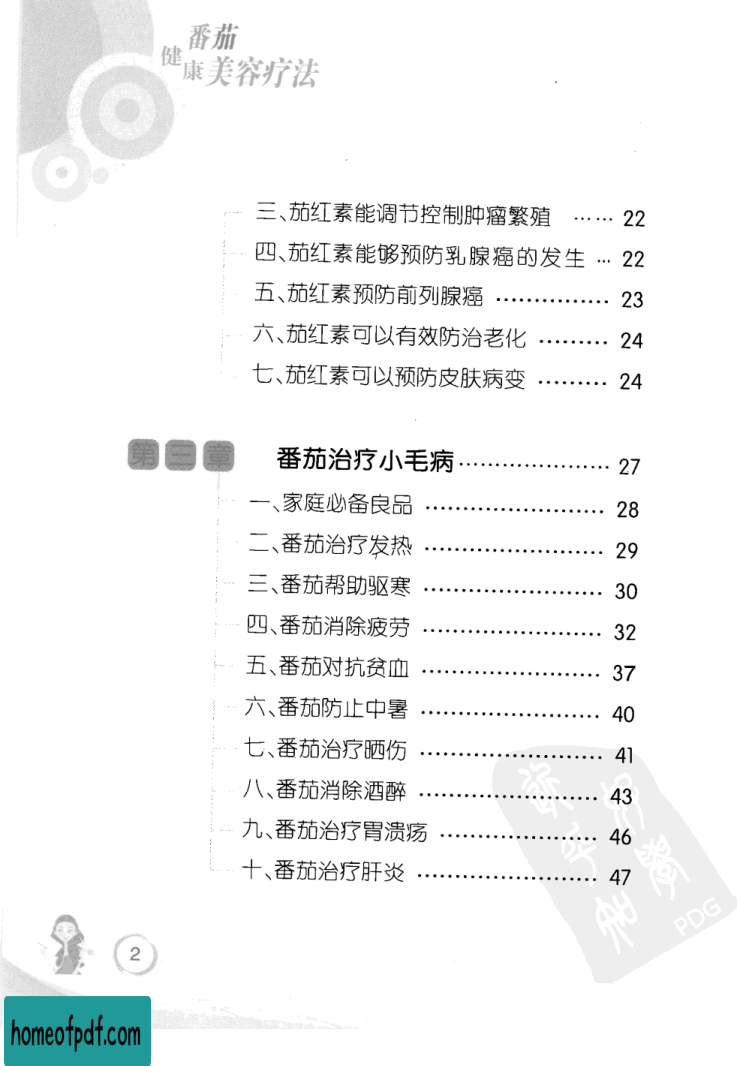 番茄
健康美容疗法
三、茄红素能调节控制肿瘤繁殖 …… 22
四、茄红素能够预防乳腺癌的发生 … 22
五、茄红素预防前列腺癌 …………… 23
六、茄红素可以有效防治老化 ……… 24
七、茄红素可以预防皮肤病变 ……… 24
第三章 番茄治疗小毛病………………… 27
一、家庭必备良品 …………………… 28
二、番茄治疗发热 …………………… 29
三、番茄帮助驱寒 …………………… 30
四、番茄消除疲劳 …………………… 32
五、番茄对抗贫血 …………………… 37
六、番茄防止中暑 …………………… 40
七、番茄治疗晒伤 …………………… 41
八、番茄消除酒醉 …………………… 43
九、番茄治疗胃溃疡 ………………… 46
十、番茄治疗肝炎 …………………… 47
PDG
2
homeofpdf.com